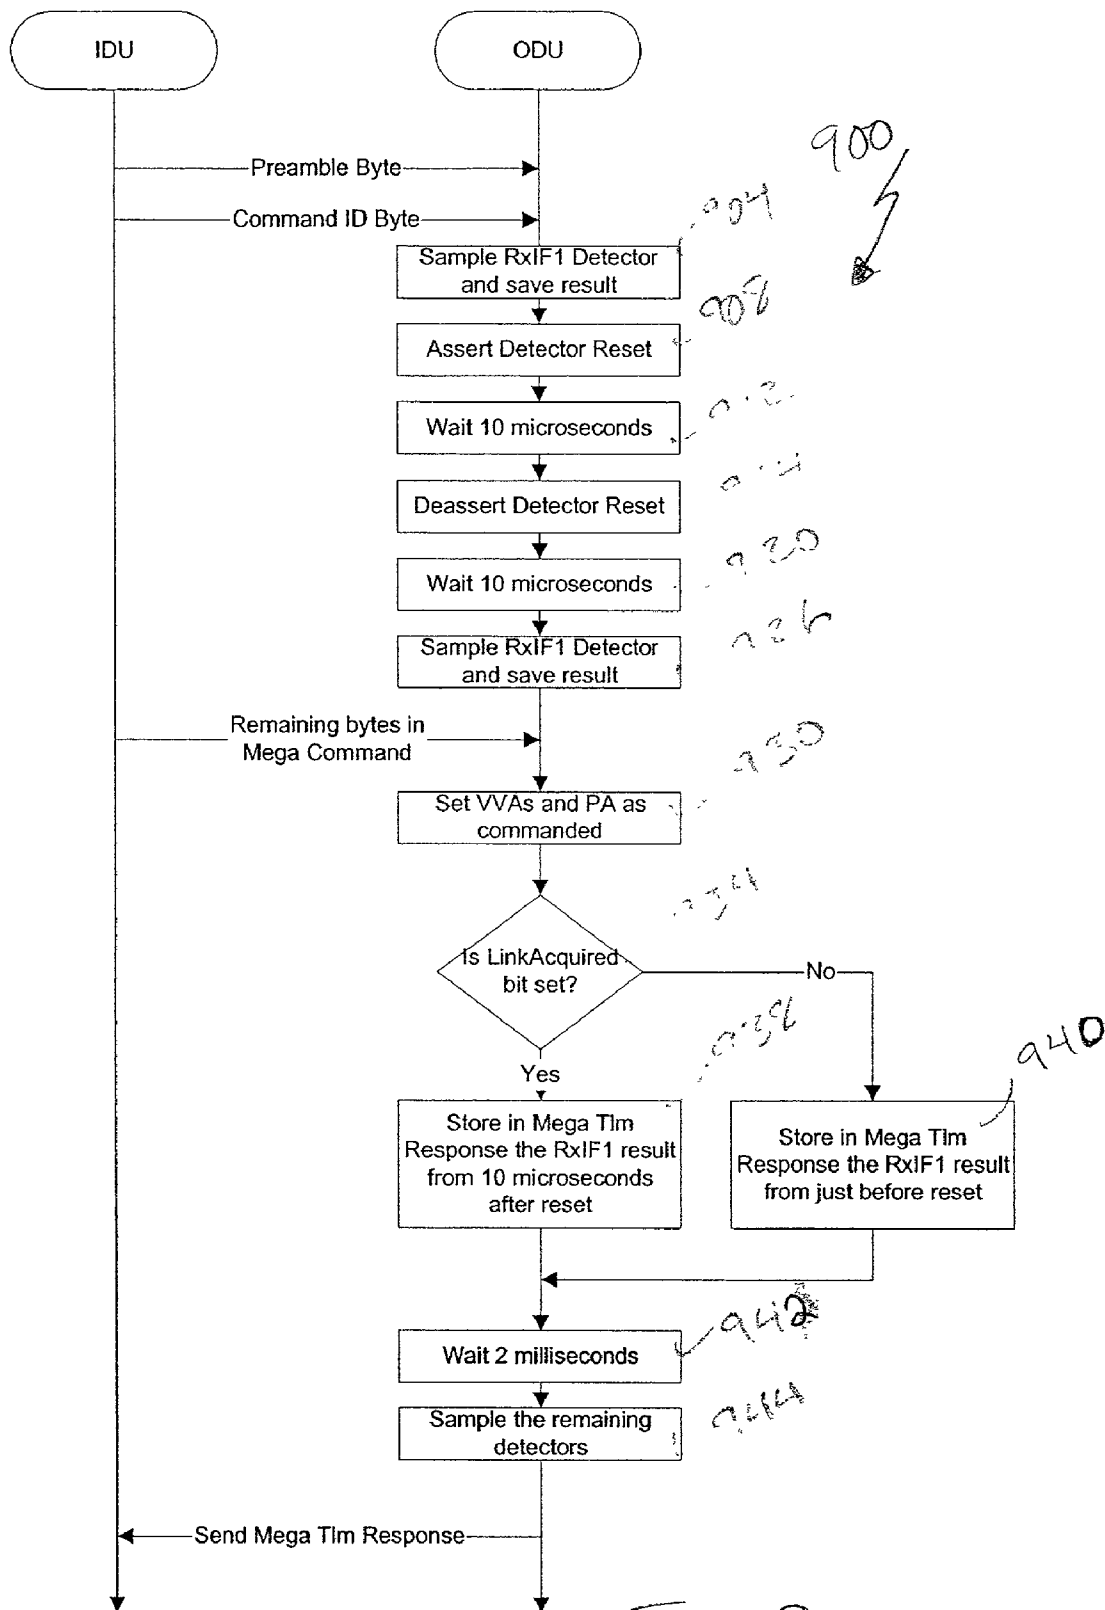 IDU
ODU
900
Preamble Byte
Command ID Byte
904
Sample RxIF1 Detector
and save result
908
Assert Detector Reset
Wait 10 microseconds
Deassert Detector Reset
920
Wait 10 microseconds
Sample RxIF1 Detector
and save result
Remaining bytes in
Mega Command
930
Set VVAs and PA as
commanded
934
Is LinkAcquired
bit set?
No
938
940
Yes
Store in Mega Tlm
Response the RxIF1 result
from 10 microseconds
after reset
Store in Mega Tlm
Response the RxIF1 result
from just before reset
942
Wait 2 milliseconds
944
Sample the remaining
detectors
Send Mega Tlm Response